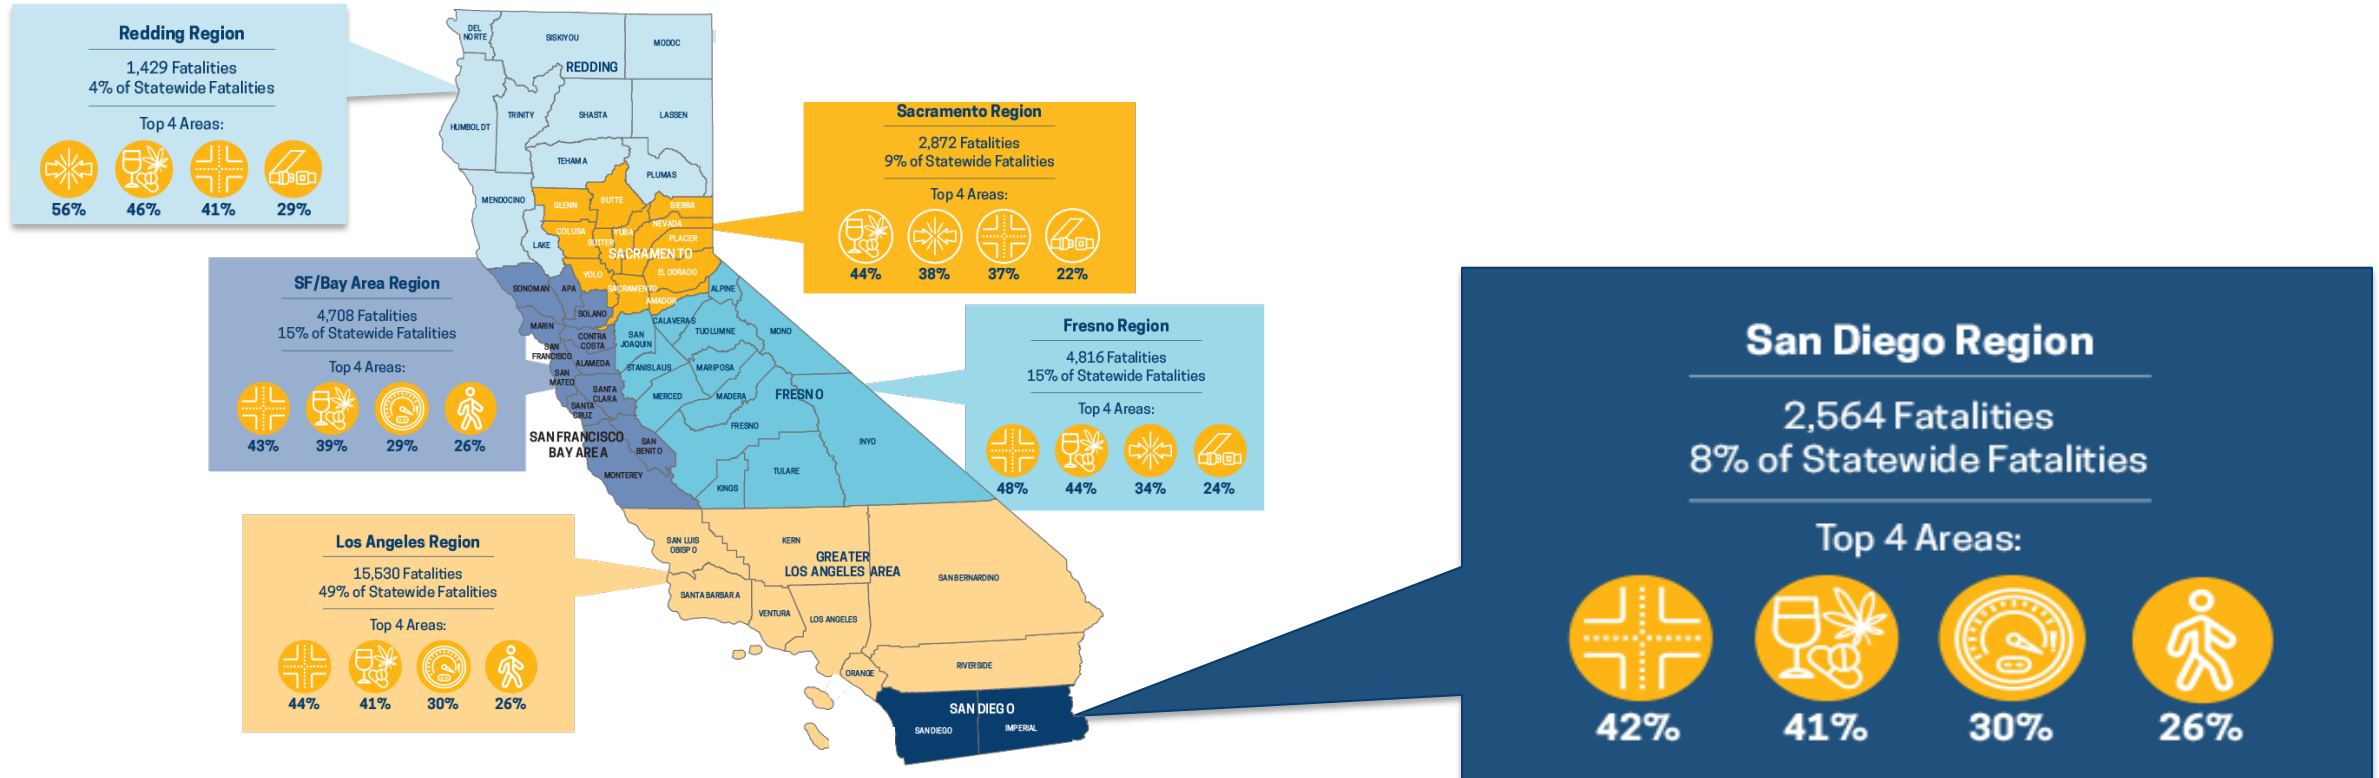 Redding Region
1,429 Fatalities
4% of Statewide Fatalities
Top 4 Areas:
56% 46% 41% 29%
SF/Bay Area Region
4,708 Fatalities
15% of Statewide Fatalities
Top 4 Areas:
43% 39% 29% 26%
Los Angeles Region
15,530 Fatalities
49% of Statewide Fatalities
Top 4 Areas:
44% 41% 30% 26%
DEL
NORTE
SISKIYOU
MODOC
REDDING
HUMBOLDT
TRINITY
SHASTA
LASSEN
TEHAMA
PLUMAS
MENDOCINO
LAKE
GLENN
BUTTE
SIERRA
COLUSA
SUTTER
YUBA
NEVADA
PLACER
SACRAMENTO
YOLO
EL DORADO
SACRAMENTO
AMADOR
ALPINE
SONOMAN
APA
SOLANO
MARIN
CONTRA
COSTA
SAN
FRANCISCO
ALAMEDA
SAN
MATEO
SANTA
CLARA
SANTA
CRUZ
SAN FRANCISCO
BAY AREA
SAN
BENITO
MONTEREY
CALAVERAS
SAN
JOAQUIN
TUOLUMNE
MONO
STANISLAUS
MARIPOSA
MERCED
MADERA
FRESNO
FRESNO
INYO
TULARE
KINGS
SAN LUIS
OBISPO
KERN
GREATER
LOS ANGELES AREA
SAN BERNARDINO
SANTA BARBARA
VENTURA
LOS ANGELES
ORANGE
RIVERSIDE
SAN DIEGO
SAN DIEGO
IMPERIAL
Sacramento Region
2,872 Fatalities
9% of Statewide Fatalities
Top 4 Areas:
44% 38% 37% 22%
Fresno Region
4,816 Fatalities
15% of Statewide Fatalities
Top 4 Areas:
48% 44% 34% 24%
San Diego Region
2,564 Fatalities
8% of Statewide Fatalities
Top 4 Areas:
42% 41% 30% 26%